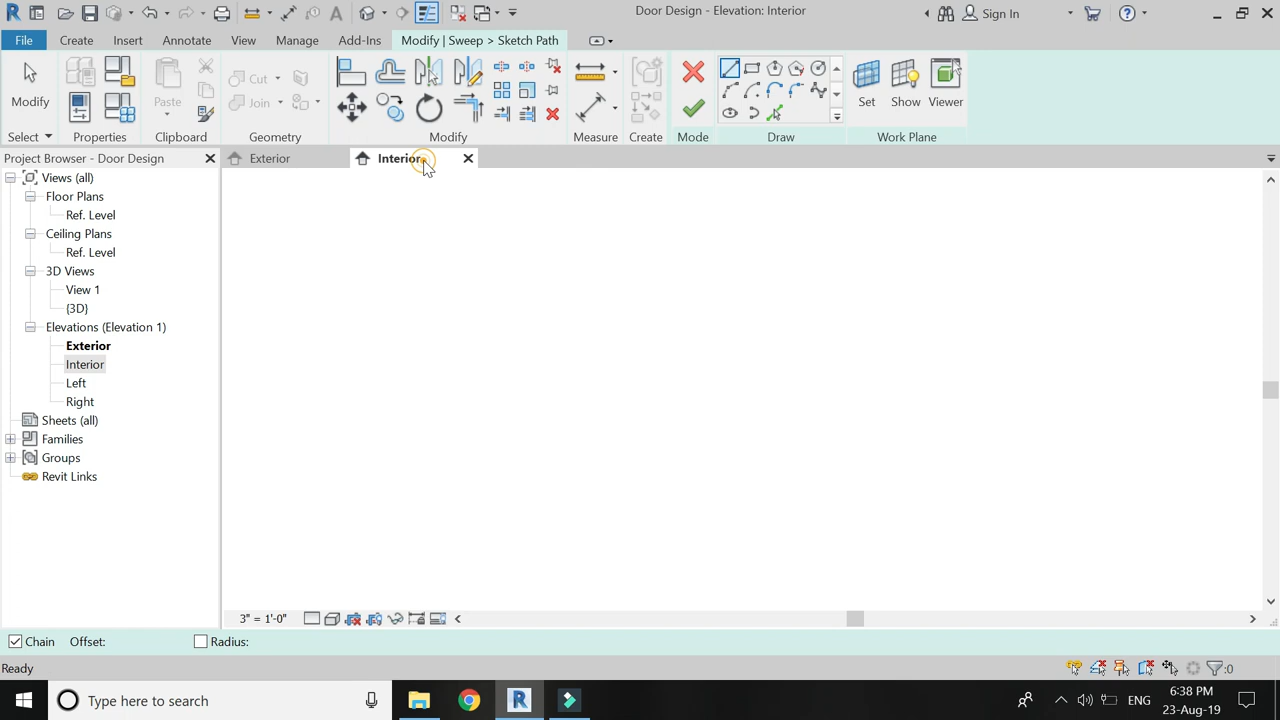 Door Design - Elevation: Interior
Sign In
File
Create
Insert
Annotate
View
Manage
Add-Ins
Modify | Sweep > Sketch Path
Modify
Paste
Cut
Join
Set
Show
Viewer
Select
Properties
Clipboard
Geometry
Modify
Measure
Create
Mode
Draw
Work Plane
Project Browser - Door Design
Exterior
Interior
Views (all)
Floor Plans
Ref. Level
Ceiling Plans
Ref. Level
3D Views
View 1
{3D}
Elevations (Elevation 1)
Exterior
Interior
Left
Right
Sheets (all)
Families
Groups
Revit Links
3" = 1'-0"
Chain
Offset:
Radius:
Ready
:0
Type here to search
ENG
6:38 PM
23-Aug-19